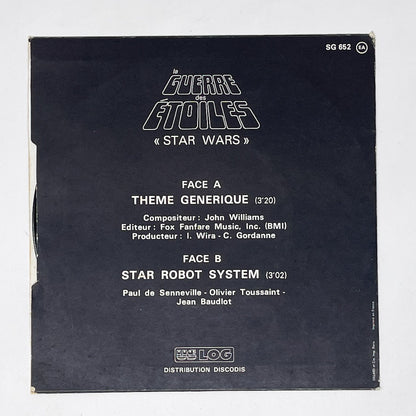 SG 652 EA
la
GUERRE
des
ÉTOILES
« STAR WARS »
FACE A
THEME GENERIQUE (3'20)
Compositeur : John Williams
Editeur : Fox Fanfare Music, Inc. (BMI)
Producteur : I. Wira - C. Gordanne
FACE B
STAR ROBOT SYSTEM (3'02)
Paul de Senneville - Olivier Toussaint -
Jean Baudlot
LOG
DISTRIBUTION DISCODIS